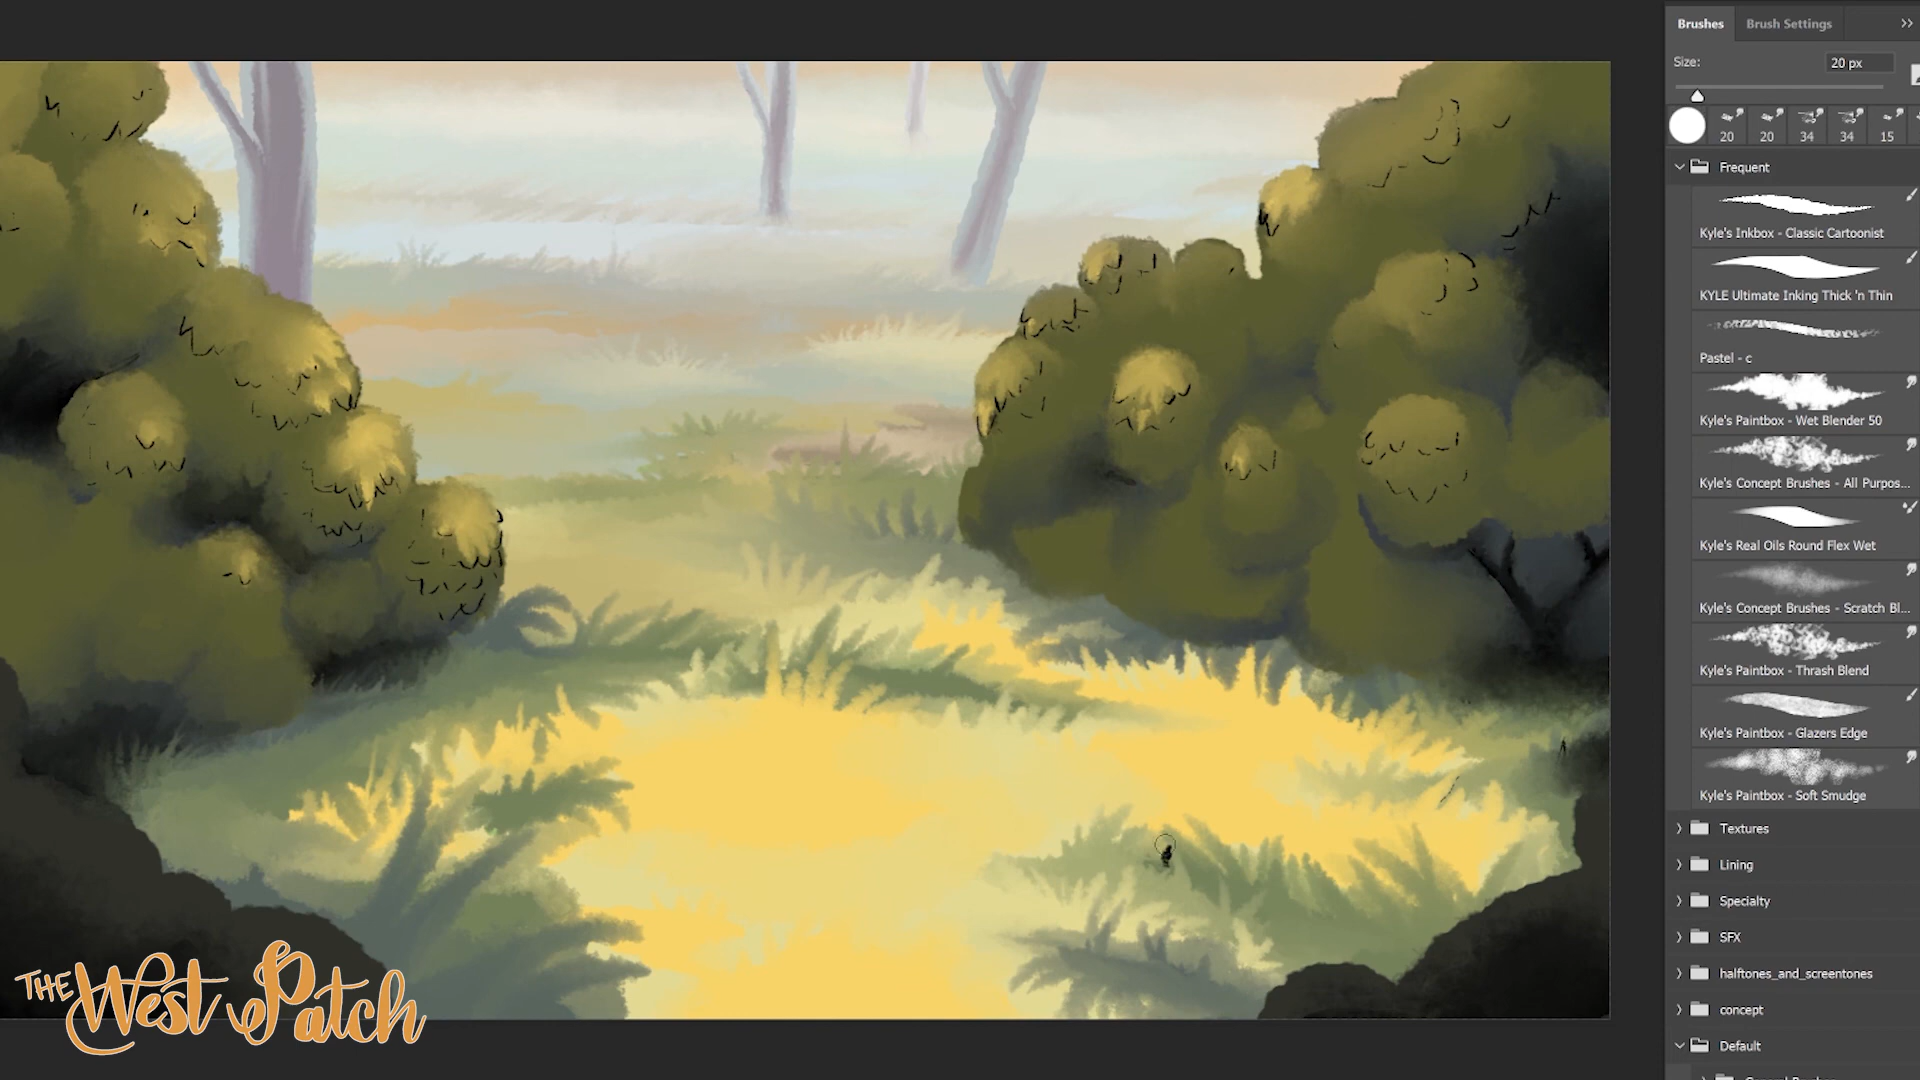 Brushes Brush Settings
Size: 20 px
20 20 34 34 15
Frequent
Kyle's Inkbox - Classic Cartoonist
KYLE Ultimate Inking Thick 'n Thin
Pastel - c
Kyle's Paintbox - Wet Blender 50
Kyle's Concept Brushes - All Purpos...
Kyle's Real Oils Round Flex Wet
Kyle's Concept Brushes - Scratch Bl...
Kyle's Paintbox - Thrash Blend
Kyle's Paintbox - Glazers Edge
Kyle's Paintbox - Soft Smudge
Textures
Lining
Specialty
SFX
halftones_and_screentones
concept
Default
THE West Patch